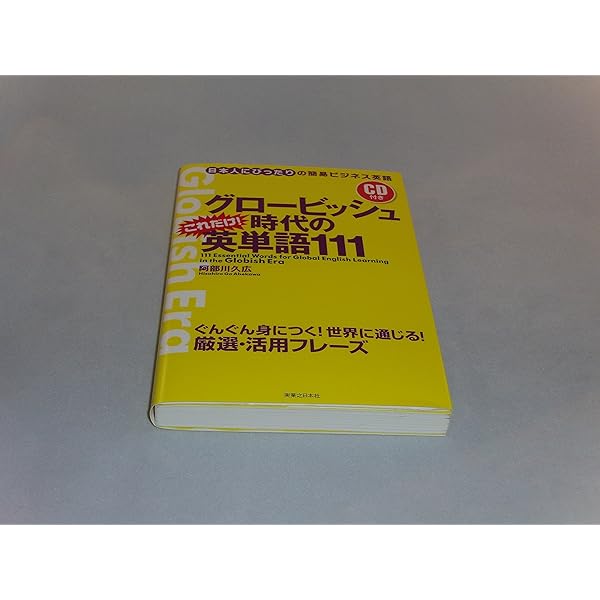 日本人にぴったりの簡易ビジネス英語
CD
付き
Globish Era
グロービッシュ
これだけ!
時代の
英単語111
111 Essential Words for Global English Learning
in the Globish Era
阿部川久広
Hisahiro Go Abekawa
ぐんぐん身につく!世界に通じる!
厳選・活用フレーズ
実業之日本社